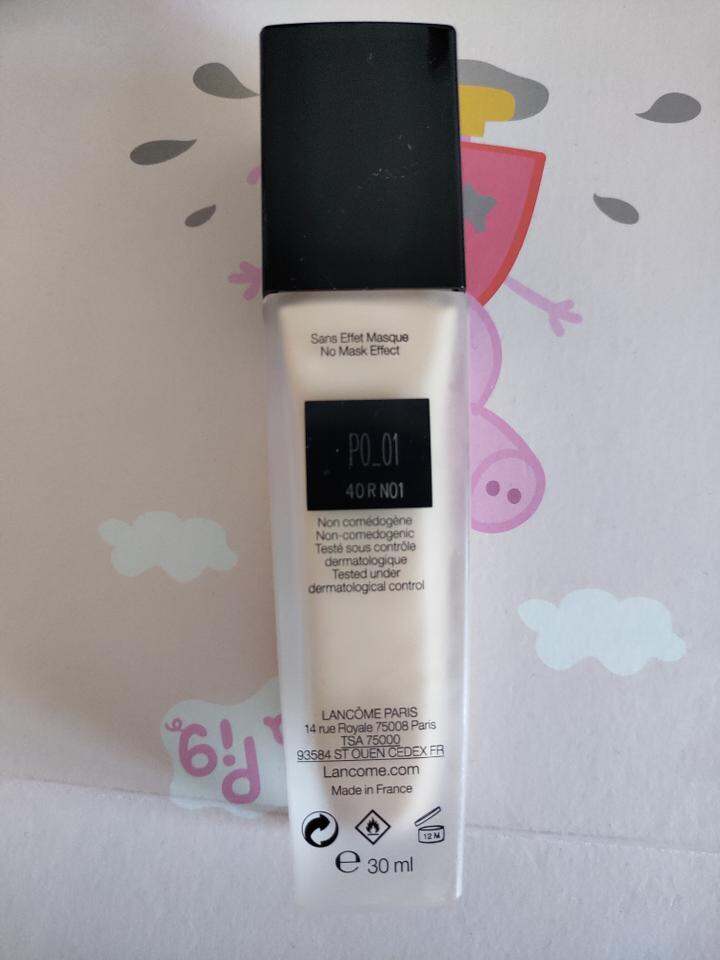 Sans Effet Masque
No Mask Effect
PO_01
40R N01
Non comédogène
Non-comedogenic
Testé sous contrôle
dermatologique
Tested under
dermatological control
LANCÔME PARIS
14 rue Royale 75008 Paris
TSA 75000
93584 ST OUEN CEDEX FR
Lancome.com
Made in France
12 M
e 30 ml
Pig